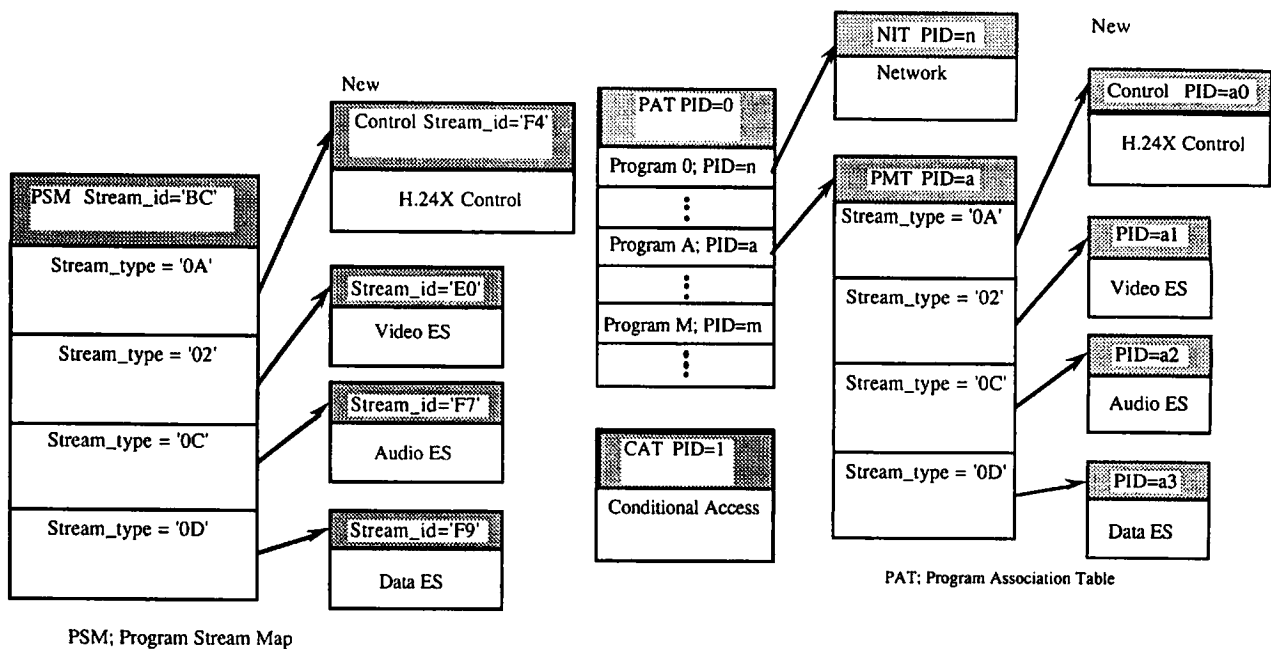 New
Control Stream_id='F4'
H.24X Control
PSM Stream_id='BC'
Stream_type = '0A'
Stream_type = '02'
Stream_type = '0C'
Stream_type = '0D'
Stream_id='E0'
Video ES
Stream_id='F7'
Audio ES
Stream_id='F9'
Data ES
PSM; Program Stream Map
PAT PID=0
Program 0; PID=n
Program A; PID=a
Program M; PID=m
CAT PID=1
Conditional Access
NIT PID=n
Network
PMT PID=a
Stream_type = '0A'
Stream_type = '02'
Stream_type = '0C'
Stream_type = '0D'
New
Control PID=a0
H.24X Control
PID=a1
Video ES
PID=a2
Audio ES
PID=a3
Data ES
PAT; Program Association Table